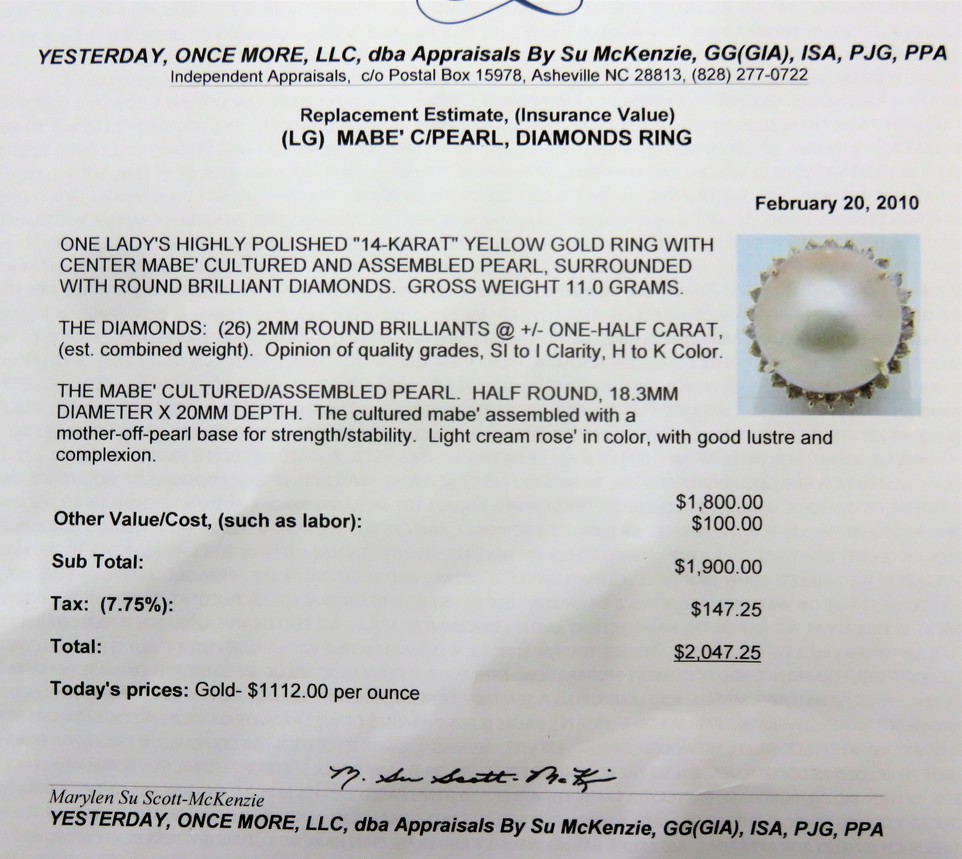 YESTERDAY, ONCE MORE, LLC, dba Appraisals By Su McKenzie, GG(GIA), ISA, PJG, PPA
Independent Appraisals, c/o Postal Box 15978, Asheville NC 28813, (828) 277-0722
Replacement Estimate, (Insurance Value)
(LG) MABE' C/PEARL, DIAMONDS RING
February 20, 2010
ONE LADY'S HIGHLY POLISHED "14-KARAT" YELLOW GOLD RING WITH
CENTER MABE' CULTURED AND ASSEMBLED PEARL, SURROUNDED
WITH ROUND BRILLIANT DIAMONDS. GROSS WEIGHT 11.0 GRAMS.
THE DIAMONDS: (26) 2MM ROUND BRILLIANTS @ +/- ONE-HALF CARAT,
(est. combined weight). Opinion of quality grades, SI to I Clarity, H to K Color.
THE MABE' CULTURED/ASSEMBLED PEARL. HALF ROUND, 18.3MM
DIAMETER X 20MM DEPTH. The cultured mabe' assembled with a
mother-off-pearl base for strength/stability. Light cream rose' in color, with good lustre and
complexion.
$1,800.00
Other Value/Cost, (such as labor): $100.00
Sub Total: $1,900.00
Tax: (7.75%): $147.25
Total: $2,047.25
Today's prices: Gold- $1112.00 per ounce
M. Su Scott-McKenzie
Marylen Su Scott-McKenzie
YESTERDAY, ONCE MORE, LLC, dba Appraisals By Su McKenzie, GG(GIA), ISA, PJG, PPA